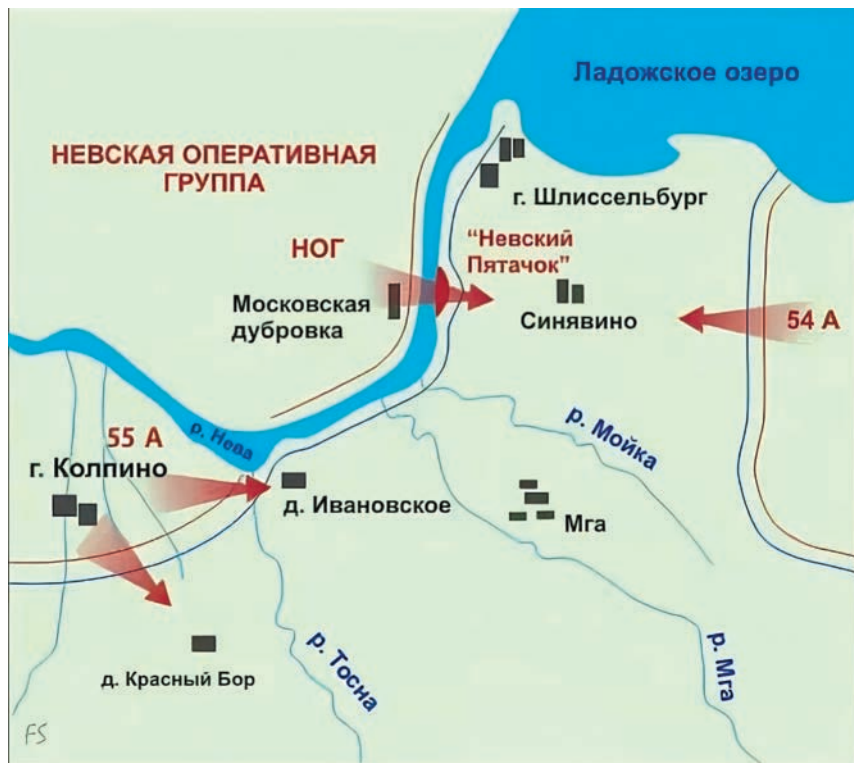 Ладожское озеро
НЕВСКАЯ ОПЕРАТИВНАЯ
ГРУППА
г. Шлиссельбург
НОГ
“Невский
Пятачок”
Московская
дубровка
Синявино
54 А
р. Нева
р. Мойка
55 А
г. Колпино
д. Ивановское
Мга
д. Красный Бор
р. Тосна
р. Мга
FS